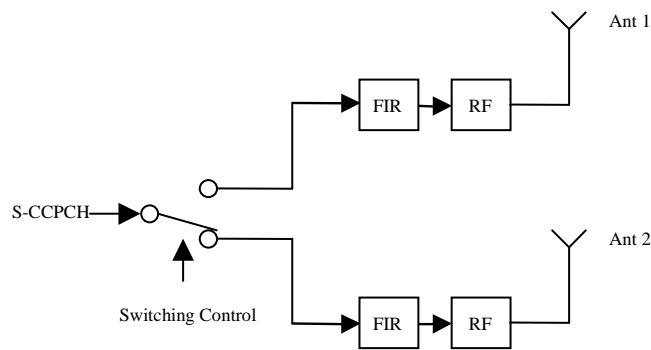 Ant 1
FIR
RF
S-CCPCH
Ant 2
Switching Control
FIR
RF